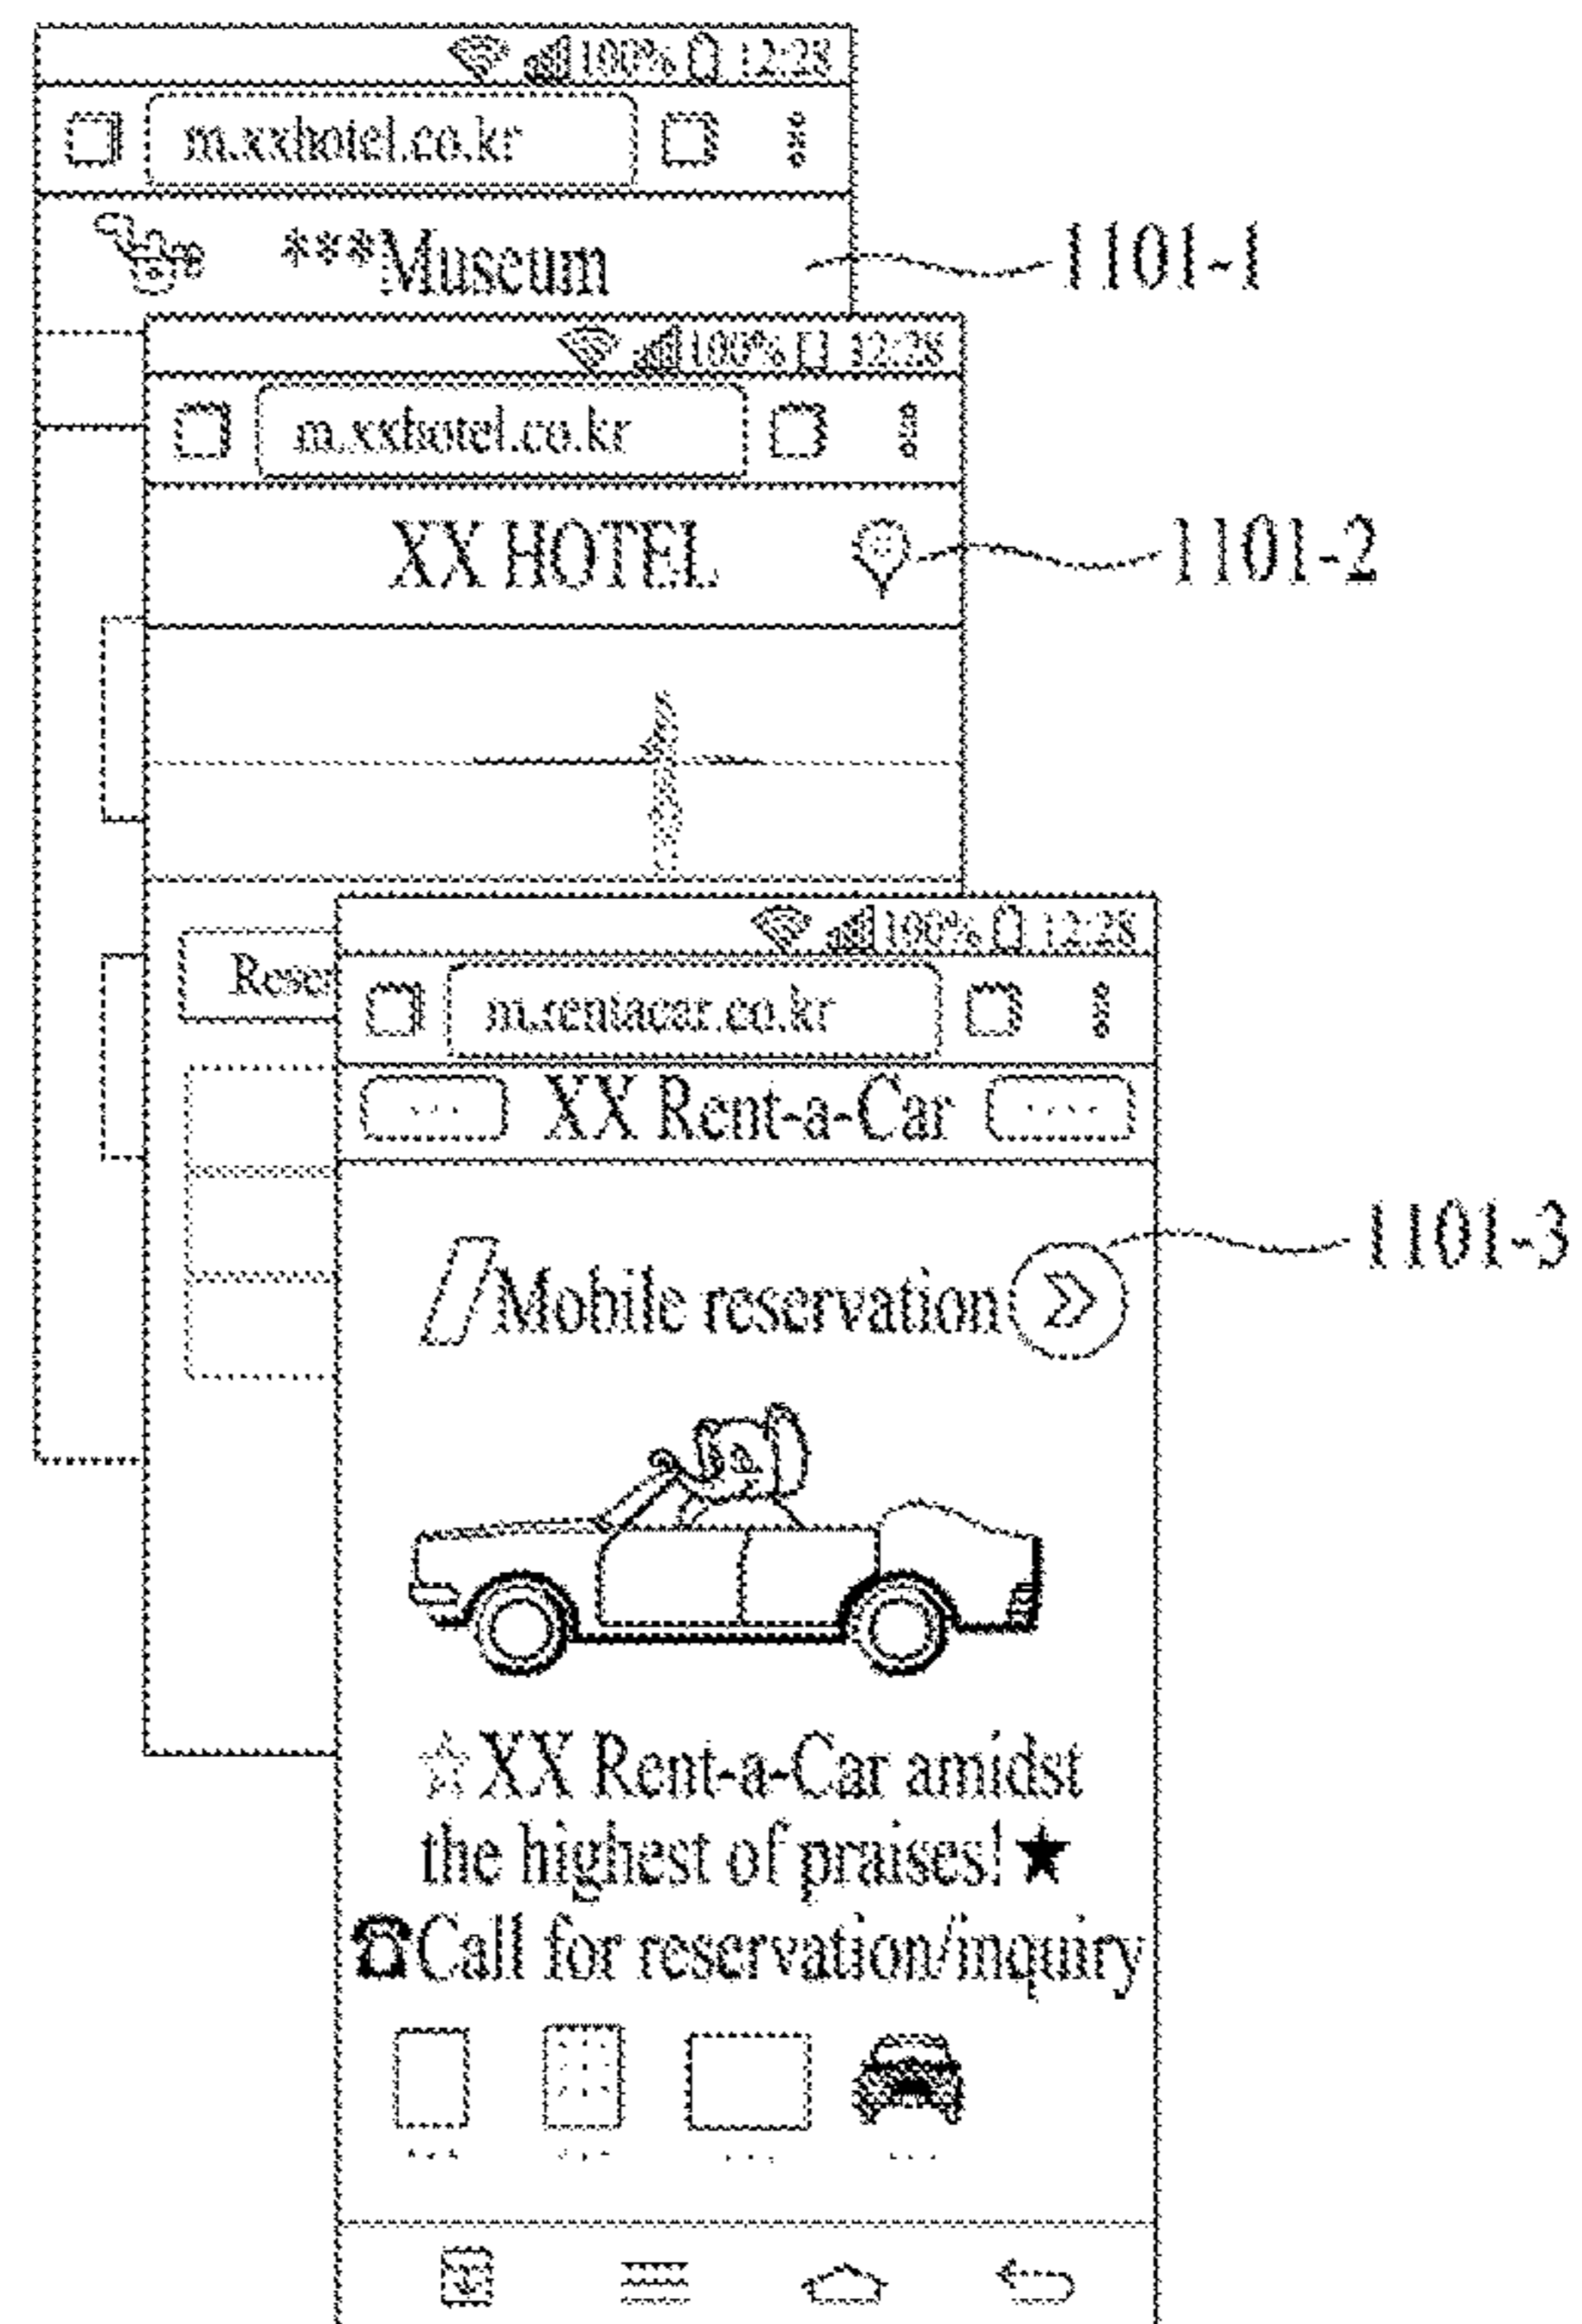 100% 12:28
m.xxhotel.co.kr
***Museum
1101-1
100% 12:28
m.xxhotel.co.kr
XX HOTEL
1101-2
100% 12:28
Reser
m.rentacar.co.kr
XX Rent-a-Car
1101-3
Mobile reservation
☆XX Rent-a-Car amidst
the highest of praises!★
☎Call for reservation/inquiry